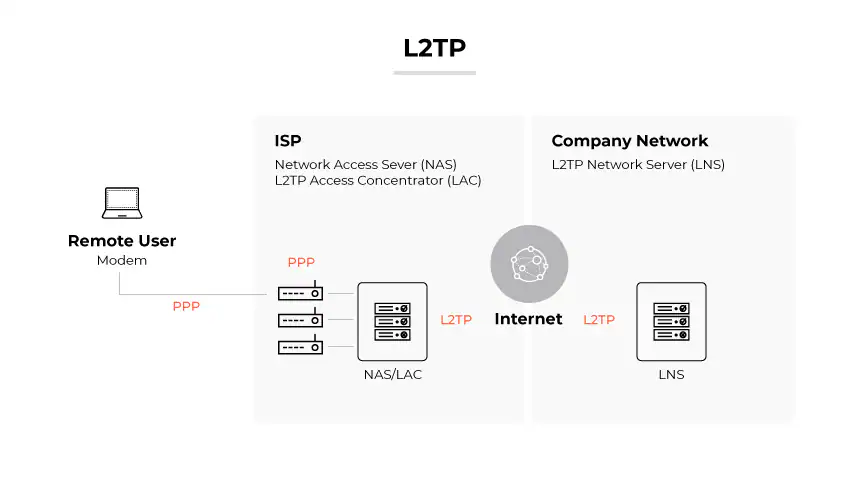 L2TP
ISP
Network Access Sever (NAS)
L2TP Access Concentrator (LAC)
Company Network
L2TP Network Server (LNS)
Remote User
Modem
PPP
PPP
L2TP
Internet
L2TP
NAS/LAC
LNS